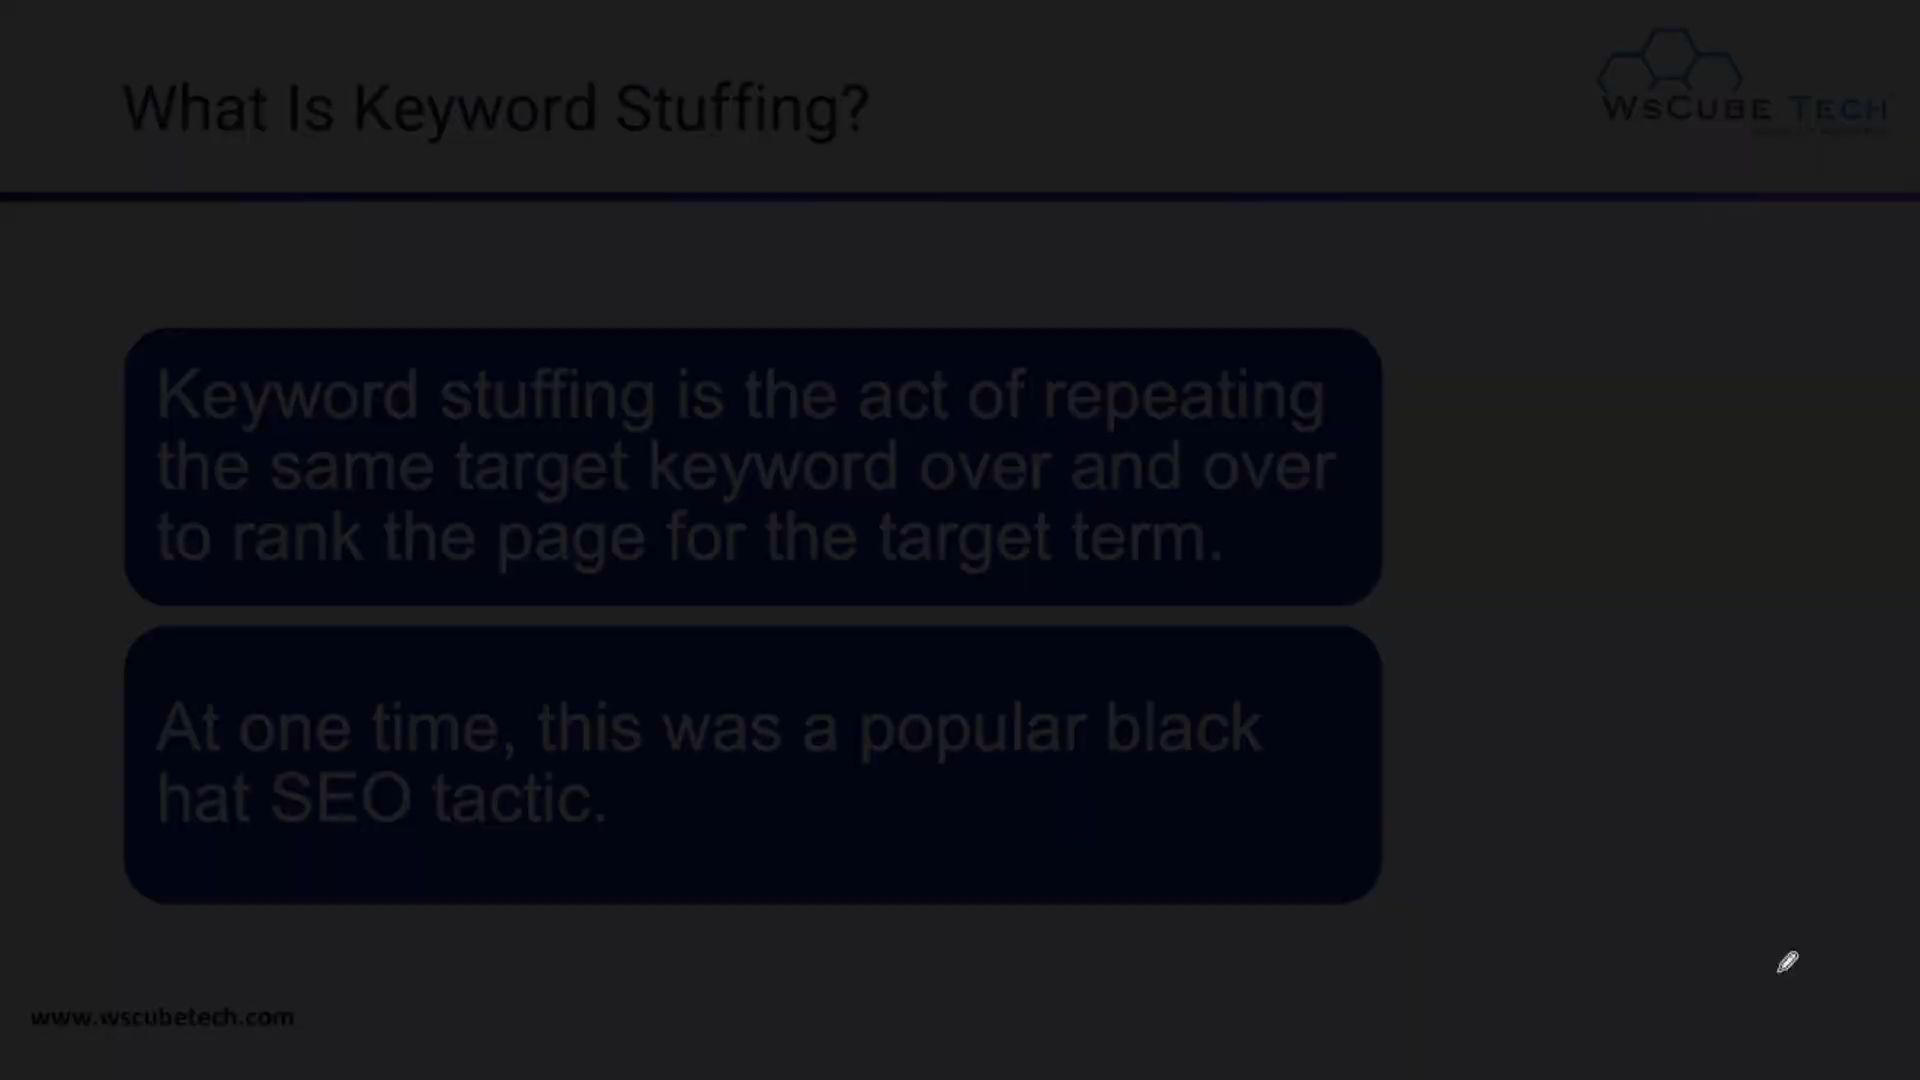 What Is Keyword Stuffing?
WsCube Tech
Keyword stuffing is the act of repeating
the same target keyword over and over
to rank the page for the target term.
At one time, this was a popular black
hat SEO tactic.
www.wscubetech.com